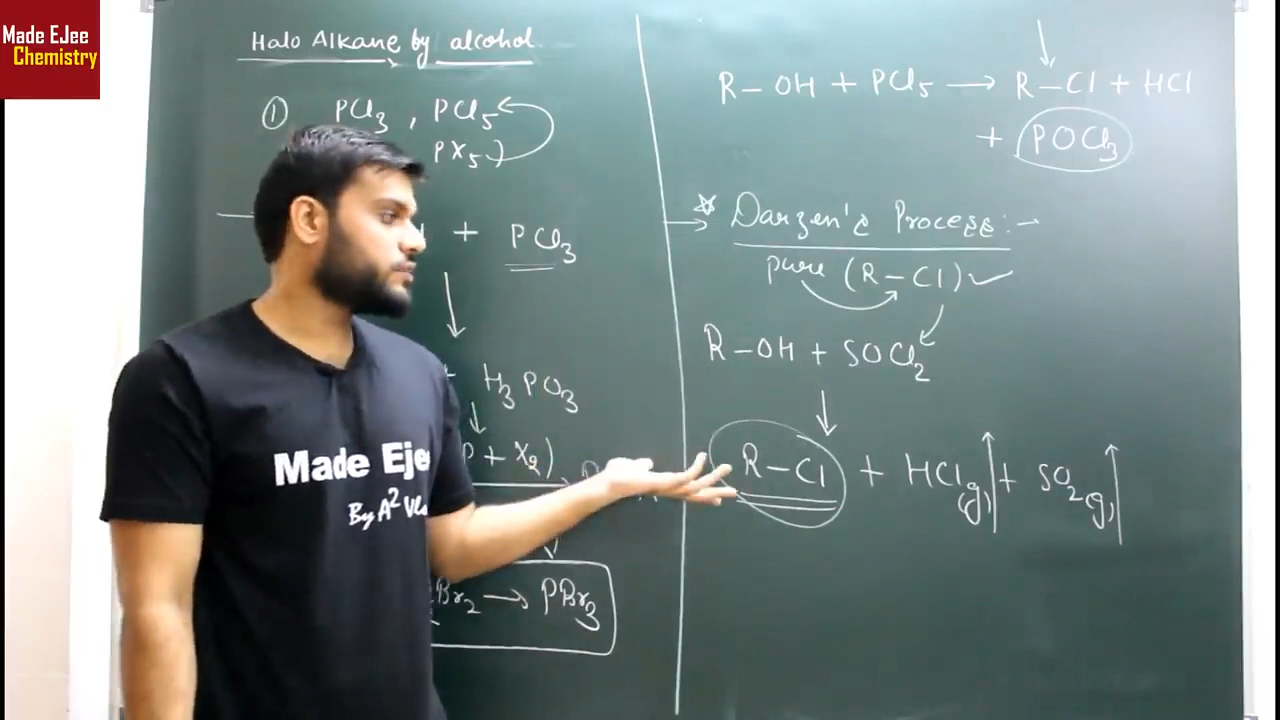 Made EJee
Chemistry
Halo Alkane by alcohol
① PCl3 , PCl5
PX5)
+ PCl3
H3PO3
P + X2)
Br2 → PBr3
R-OH + PCl5 → R-Cl + HCl
+ POCl3
* Darzen's Process:-
pure (R-Cl) ✓
R-OH + SOCl2
R-Cl + HCl(g) + SO2(g)
Made Eje
By A2